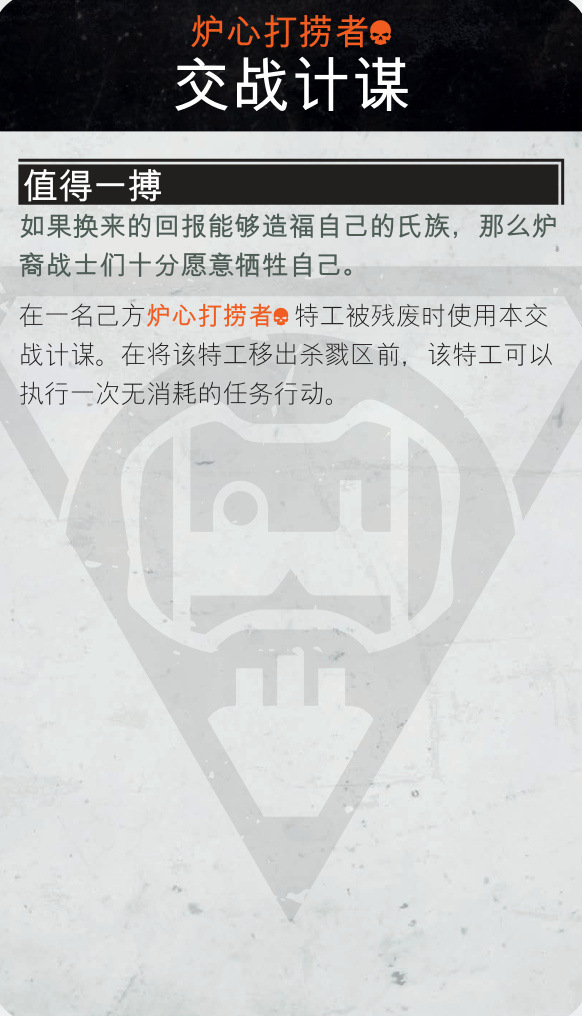 炉心打捞者
交战计谋
值得一搏
如果换来的回报能够造福自己的氏族，那么炉
裔战士们十分愿意牺牲自己。
在一名己方炉心打捞者 特工被残废时使用本交
战计谋。在将该特工移出杀戮区前，该特工可以
执行一次无消耗的任务行动。